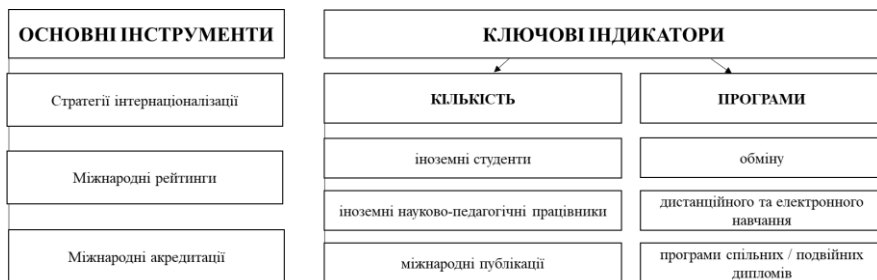 ОСНОВНІ ІНСТРУМЕНТИ
Стратегії інтернаціоналізації
Міжнародні рейтинги
Міжнародні акредитації
КЛЮЧОВІ ІНДИКАТОРИ
КІЛЬКІСТЬ
іноземні студенти
іноземні науково-педагогічні працівники
міжнародні публікації
ПРОГРАМИ
обміну
дистанційного та електронного
навчання
програми спільних / подвійних
дипломів